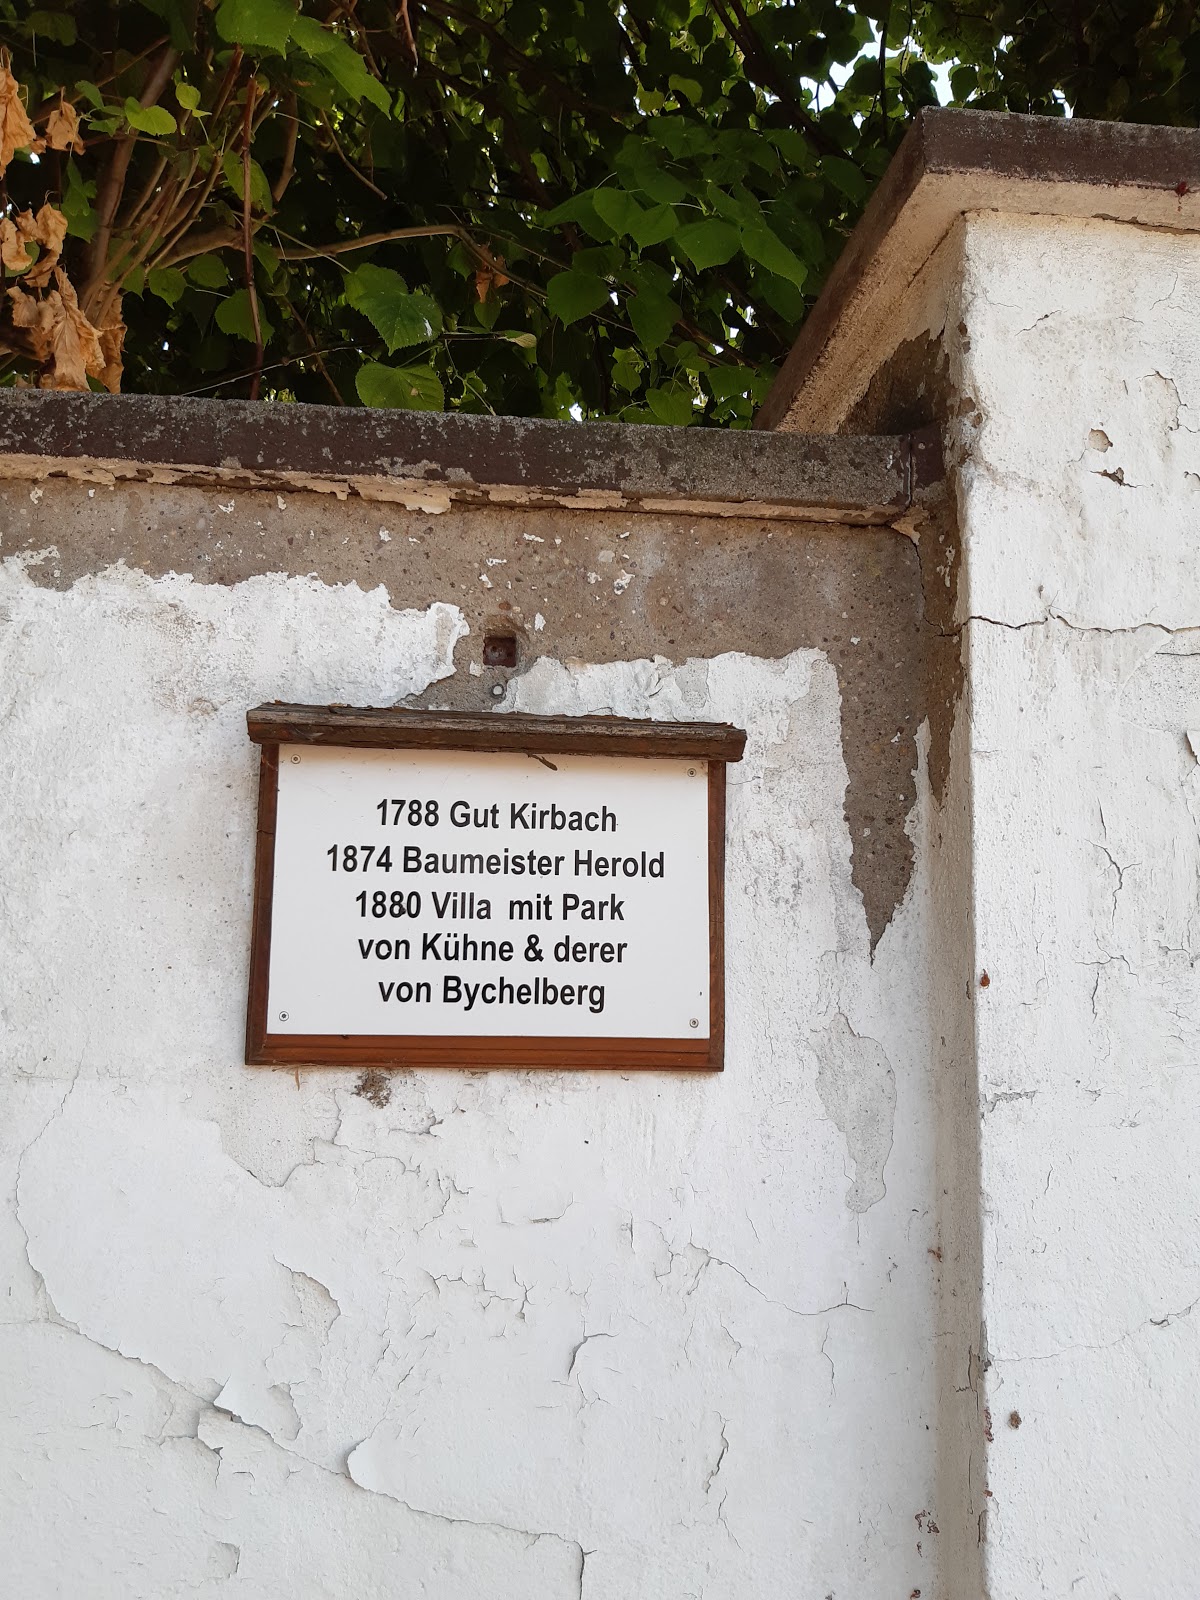 1788 Gut Kirbach
1874 Baumeister Herold
1880 Villa mit Park
von Kühne & derer
von Bychelberg